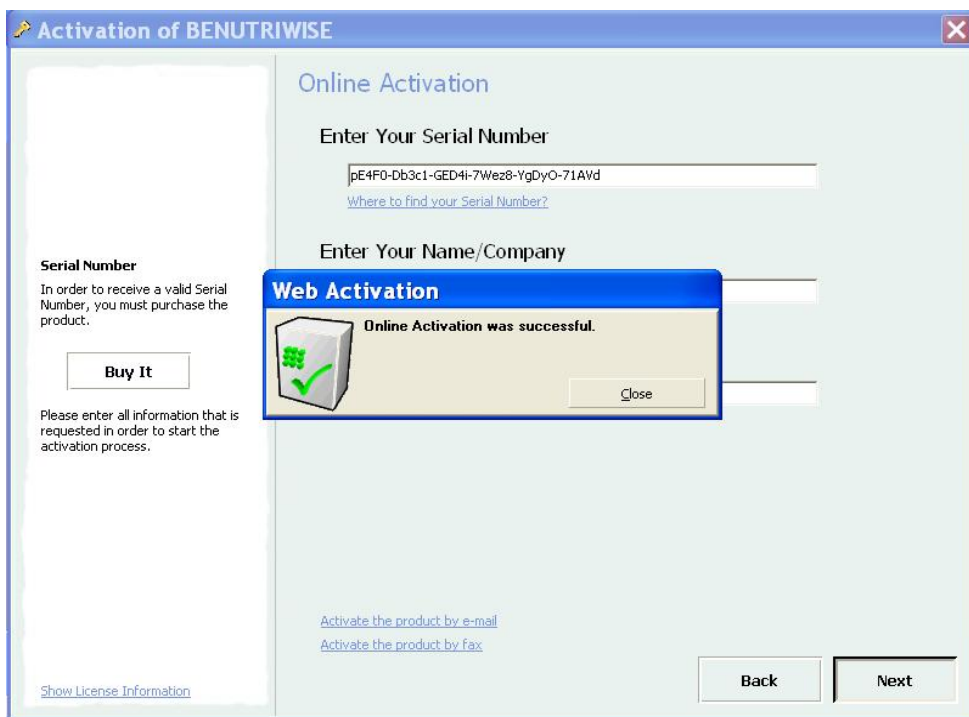 Activation of BENUTRIWISE
Online Activation
Enter Your Serial Number
pE4F0-Db3c1-GED4i-7Wez8-YgDyO-71AVd
Where to find your Serial Number?
Enter Your Name/Company
Serial Number
In order to receive a valid Serial
Number, you must purchase the
product.
Buy It
Please enter all information that is
requested in order to start the
activation process.
Web Activation
Online Activation was successful.
Close
Activate the product by e-mail
Activate the product by fax
Show License Information
Back
Next